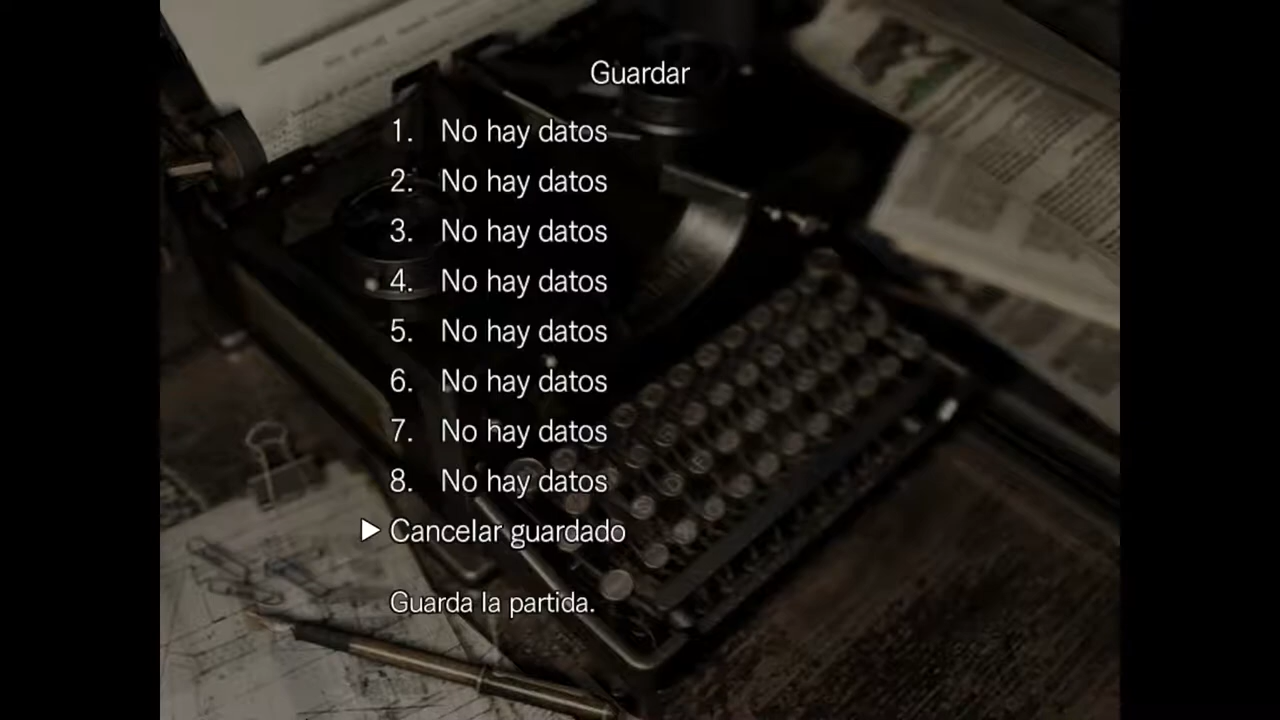 Guardar
1. No hay datos
2. No hay datos
3. No hay datos
4. No hay datos
5. No hay datos
6. No hay datos
7. No hay datos
8. No hay datos
Cancelar guardado
Guarda la partida.